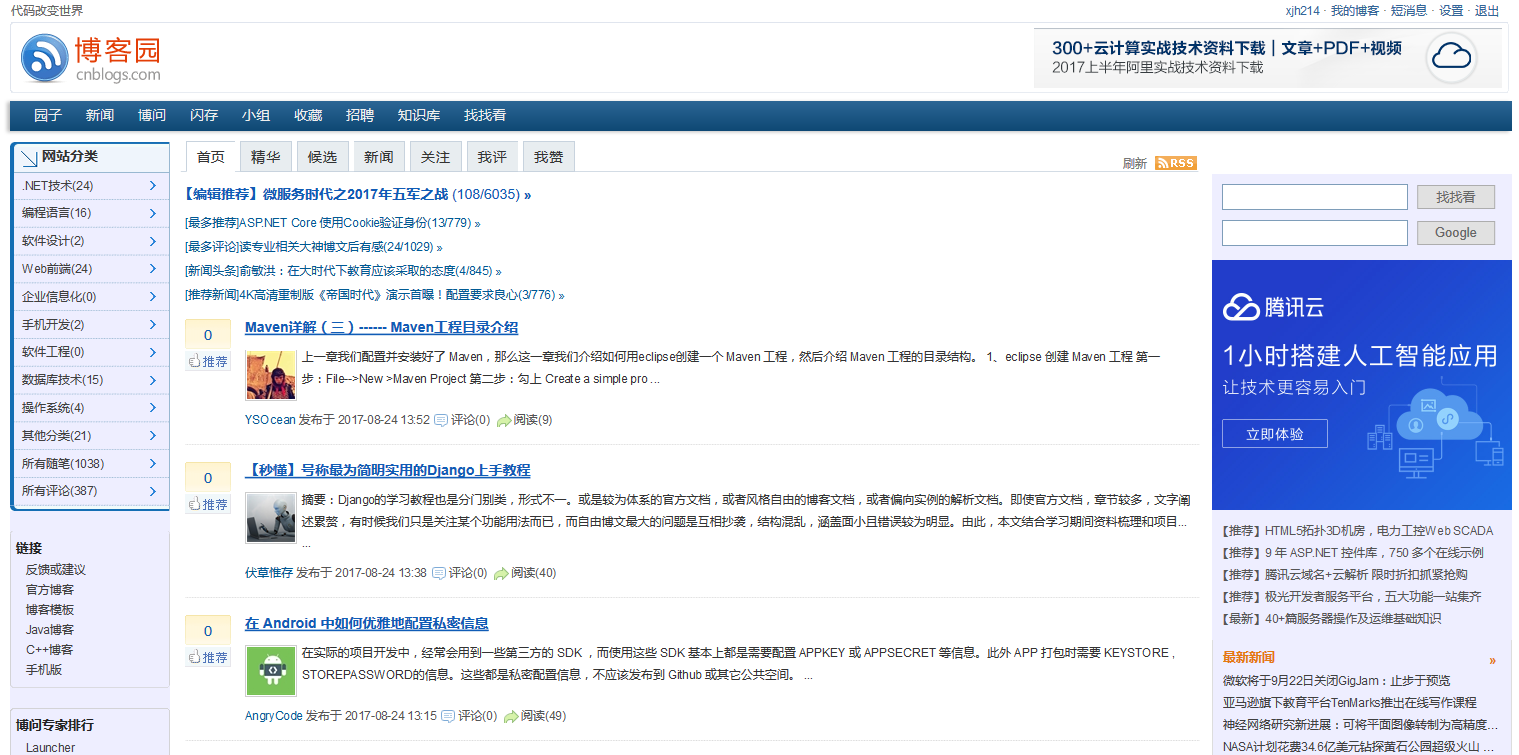 代码改变世界
xjh214 · 我的博客 · 短消息 · 设置 · 退出
博客园
cnblogs.com
300+云计算实战技术资料下载 | 文章+PDF+视频
2017上半年阿里实战技术资料下载
园子 新闻 博问 闪存 小组 收藏 招聘 知识库 找找看
网站分类
.NET技术(24)
编程语言(16)
软件设计(2)
Web前端(24)
企业信息化(0)
手机开发(2)
软件工程(0)
数据库技术(15)
操作系统(4)
其他分类(21)
所有随笔(1038)
所有评论(387)
链接
反馈或建议
官方博客
博客模板
Java博客
C++博客
手机版
博问专家排行
Launcher
首页 精华 候选 新闻 关注 我评 我赞
刷新 RSS
【编辑推荐】微服务时代之2017年五军之战 (108/6035) »
[最多推荐]ASP.NET Core 使用Cookie验证身份(13/779) »
[最多评论]读专业相关大神博文后有感(24/1029) »
[新闻头条]俞敏洪：在大时代下教育应该采取的态度(4/845) »
[推荐新闻]4K高清重制版《帝国时代》演示首曝！配置要求良心(3/776) »
0
推荐
Maven详解（三）------ Maven工程目录介绍
上一章我们配置并安装好了 Maven，那么这一章我们介绍如何用eclipse创建一个 Maven 工程，然后介绍 Maven 工程的目录结构。 1、eclipse 创建 Maven 工程 第一
步：File-->New >Maven Project 第二步：勾上 Create a simple pro ...
YSOcean 发布于 2017-08-24 13:52 评论(0) 阅读(9)
0
推荐
【秒懂】号称最为简明实用的Django上手教程
摘要：Django的学习教程也是分门别类，形式不一。或是较为体系的官方文档，或者风格自由的博客文档，或者偏向实例的解析文档。即使官方文档，章节较多，文字阐
述累赘，有时候我们只是关注某个功能用法而已，而自由博文最大的问题是互相抄袭，结构混乱，涵盖面小且错误较为明显。由此，本文结合学习期间资料梳理和项目...
...
伏草惟存 发布于 2017-08-24 13:38 评论(0) 阅读(40)
0
推荐
在 Android 中如何优雅地配置私密信息
在实际的项目开发中，经常会用到一些第三方的 SDK ，而使用这些 SDK 基本上都是需要配置 APPKEY 或 APPSECRET 等信息。此外 APP 打包时需要 KEYSTORE ,
STOREPASSWORD的信息。这些都是私密配置信息，不应该发布到 Github 或其它公共空间。 ...
AngryCode 发布于 2017-08-24 13:15 评论(0) 阅读(49)
找找看
Google
腾讯云
1小时搭建人工智能应用
让技术更容易入门
立即体验
【推荐】HTML5拓扑3D机房，电力工控Web SCADA
【推荐】9 年 ASP.NET 控件库，750 多个在线示例
【推荐】腾讯云域名+云解析 限时折扣抓紧抢购
【推荐】极光开发者服务平台，五大功能一站集齐
【最新】40+篇服务器操作及运维基础知识
最新新闻 »
微软将于9月22日关闭GigJam：止步于预览
亚马逊旗下教育平台TenMarks推出在线写作课程
神经网络研究新进展：可将平面图像转制为高精度...
NASA计划花费34.6亿美元钻探黄石公园超级火山 ...